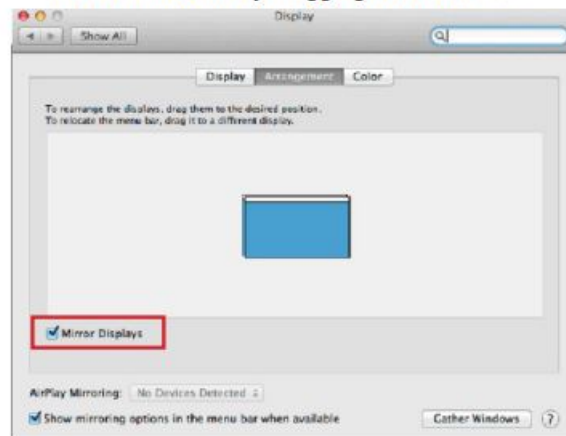 Display
Show All
Display Arrangement Color
To rearrange the displays, drag them to the desired position.
To relocate the menu bar, drag it to a different display.
Mirror Displays
AirPlay Mirroring: No Devices Detected
Show mirroring options in the menu bar when available Gather Windows ?